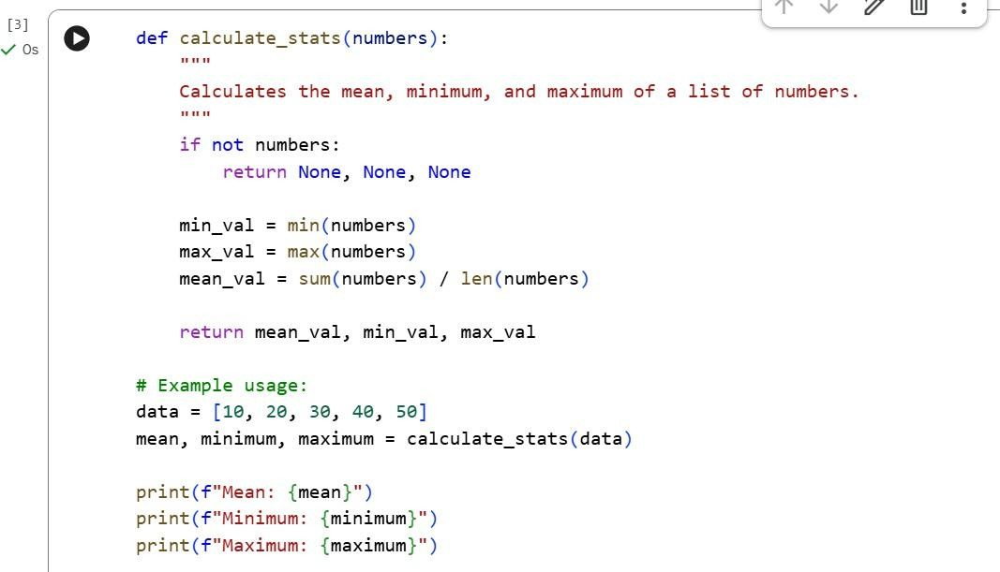 [3]
0s
def calculate_stats(numbers):
    """
    Calculates the mean, minimum, and maximum of a list of numbers.
    """
    if not numbers:
        return None, None, None

    min_val = min(numbers)
    max_val = max(numbers)
    mean_val = sum(numbers) / len(numbers)

    return mean_val, min_val, max_val

# Example usage:
data = [10, 20, 30, 40, 50]
mean, minimum, maximum = calculate_stats(data)

print(f"Mean: {mean}")
print(f"Minimum: {minimum}")
print(f"Maximum: {maximum}")